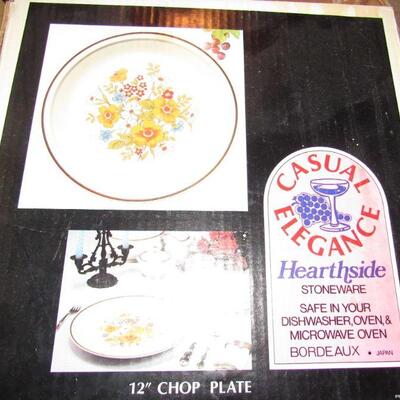 CASUAL
ELEGANCE
Hearthside
STONEWARE
SAFE IN YOUR
DISHWASHER, OVEN, &
MICROWAVE OVEN
BORDEAUX • JAPAN
12" CHOP PLATE